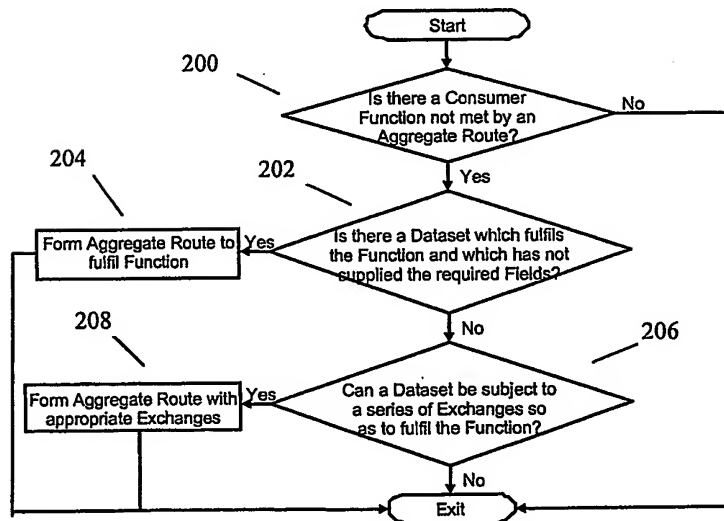 Start
200
Is there a Consumer
Function not met by an
Aggregate Route?
No
Yes
202
204
Is there a Dataset which fulfils
the Function and which has not
supplied the required Fields?
Yes
Form Aggregate Route to
fulfil Function
No
206
208
Can a Dataset be subject to
a series of Exchanges so
as to fulfil the Function?
Yes
Form Aggregate Route with
appropriate Exchanges
No
Exit